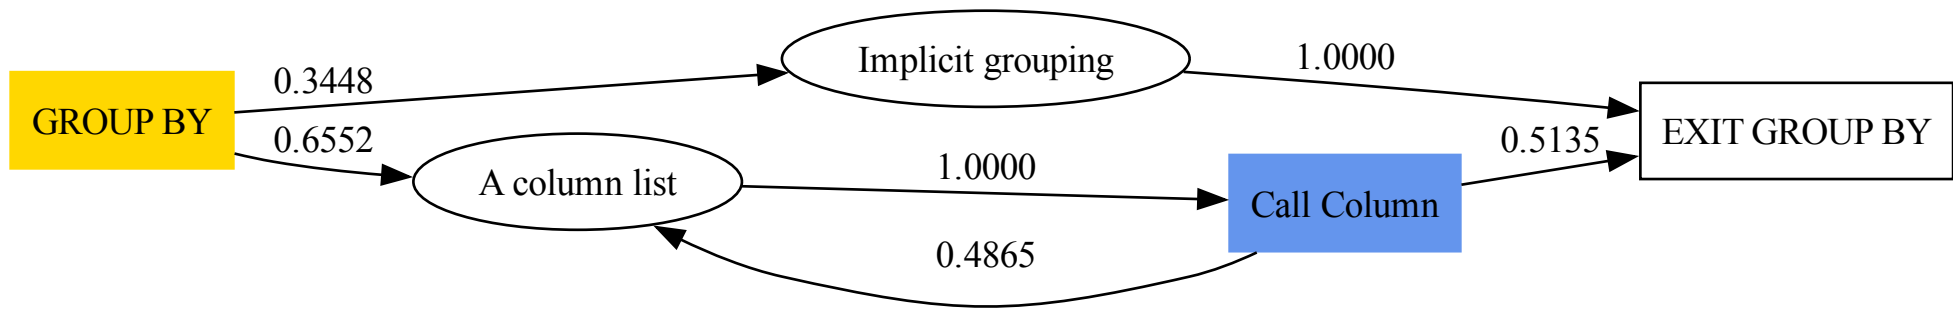 GROUP BY
0.3448
0.6552
Implicit grouping
A column list
1.0000
1.0000
0.4865
Call Column
0.5135
EXIT GROUP BY